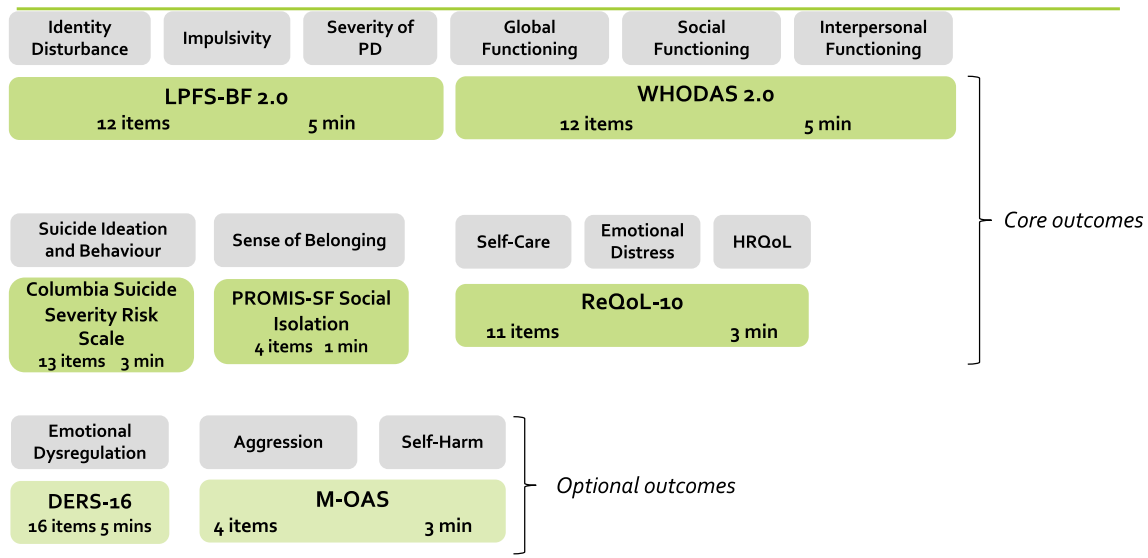 Identity
Disturbance
Impulsivity
Severity of
PD
Global
Functioning
Social
Functioning
Interpersonal
Functioning
LPFS-BF 2.0
12 items 5 min
WHODAS 2.0
12 items 5 min
Core outcomes
Suicide Ideation
and Behaviour
Sense of Belonging
Self-Care
Emotional
Distress
HRQoL
Columbia Suicide
Severity Risk
Scale
13 items 3 min
PROMIS-SF Social
Isolation
4 items 1 min
ReQoL-10
11 items 3 min
Emotional
Dysregulation
Aggression
Self-Harm
DERS-16
16 items 5 mins
M-OAS
4 items 3 min
Optional outcomes